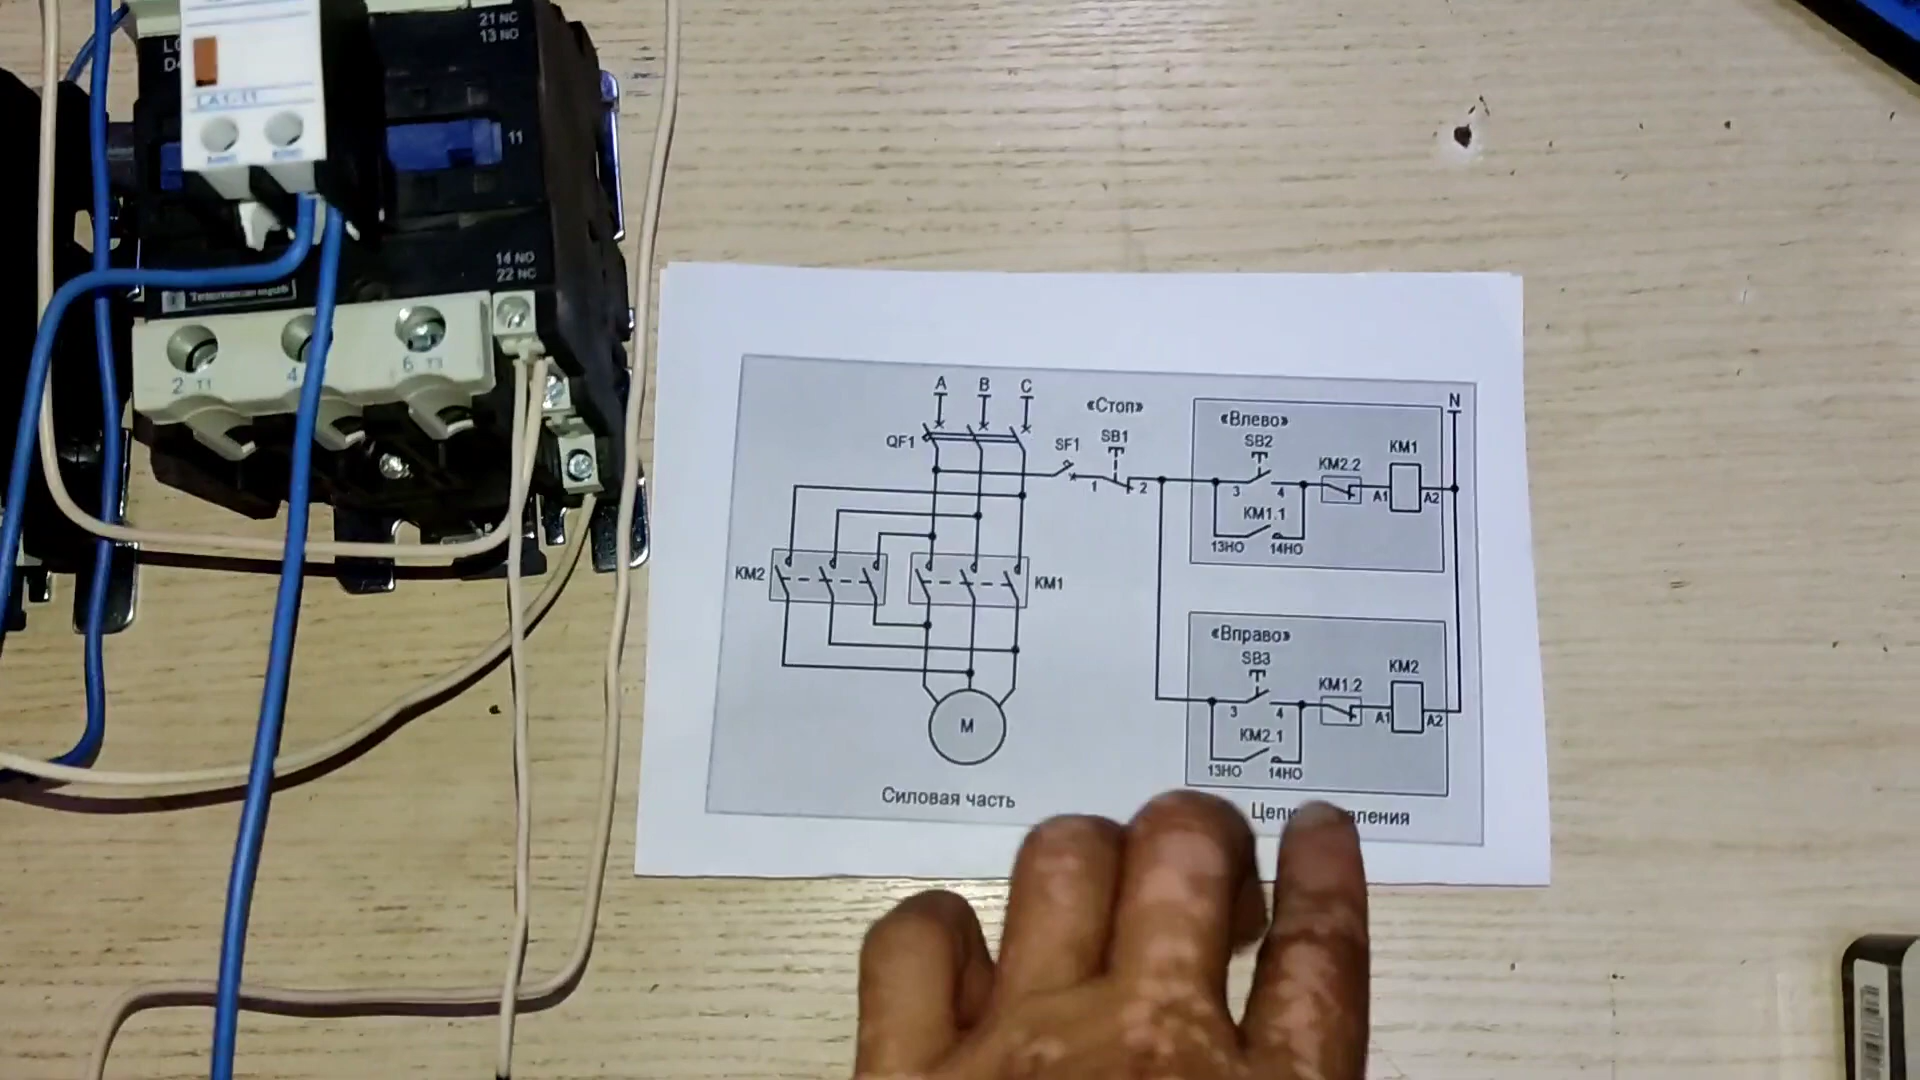 21 NC
13 NO
LA1-11
11
14 NO
22 NC
2 T1
4
6 T3
A B C
QF1
«Стоп»
SF1
SB1
1
2
N
«Влево»
SB2
3
4
KM2.2
KM1
A1
A2
KM1.1
13НО
14НО
KM2
KM1
M
«Вправо»
SB3
3
4
KM1.2
KM2
A1
A2
KM2.1
13НО
14НО
Силовая часть